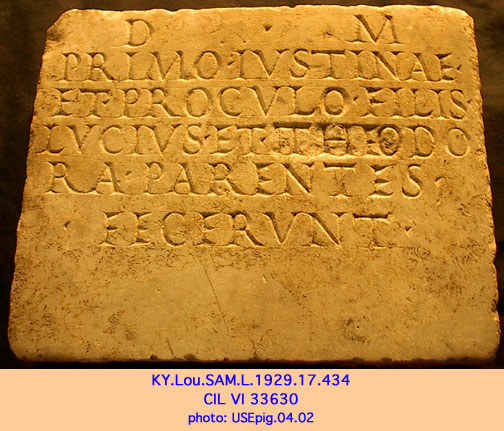 D M
PRIMO·IVSTINAE·
ET·PROCVLO·FILIS
LVCIVS·ET·THEODO
RA·PARENTES·
·FECERVNT·
KY.Lou.SAM.L.1929.17.434
CIL VI 33630
photo: USEpig.04.02